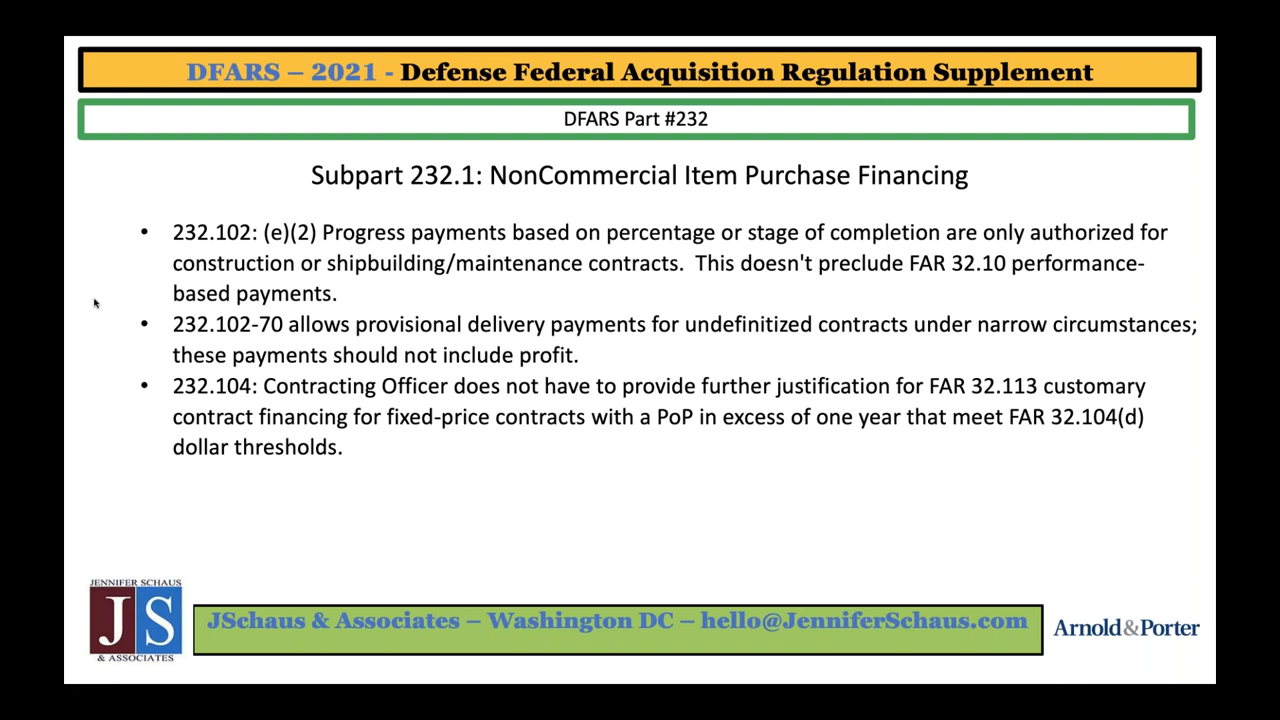 DFARS – 2021 - Defense Federal Acquisition Regulation Supplement
DFARS Part #232
Subpart 232.1: NonCommercial Item Purchase Financing
• 232.102: (e)(2) Progress payments based on percentage or stage of completion are only authorized for
construction or shipbuilding/maintenance contracts.  This doesn't preclude FAR 32.10 performance-
based payments.
• 232.102-70 allows provisional delivery payments for undefinitized contracts under narrow circumstances;
these payments should not include profit.
• 232.104: Contracting Officer does not have to provide further justification for FAR 32.113 customary
contract financing for fixed-price contracts with a PoP in excess of one year that meet FAR 32.104(d)
dollar thresholds.
JENNIFER SCHAUS
JS
& ASSOCIATES
JSchaus & Associates – Washington DC – hello@JenniferSchaus.com
Arnold&Porter